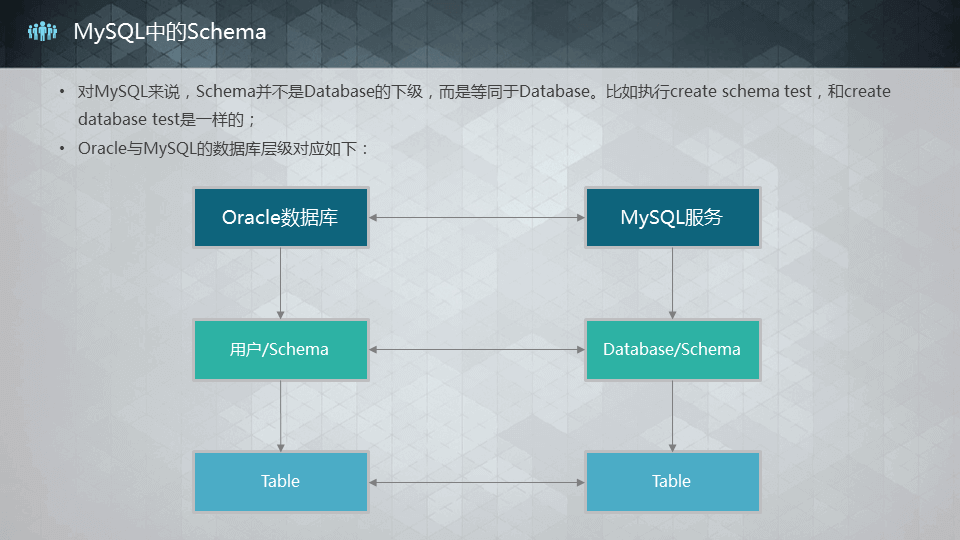 MySQL中的Schema
• 对MySQL来说，Schema并不是Database的下级，而是等同于Database。比如执行create schema test，和create
database test是一样的；
• Oracle与MySQL的数据库层级对应如下：
Oracle数据库
MySQL服务
用户/Schema
Database/Schema
Table
Table